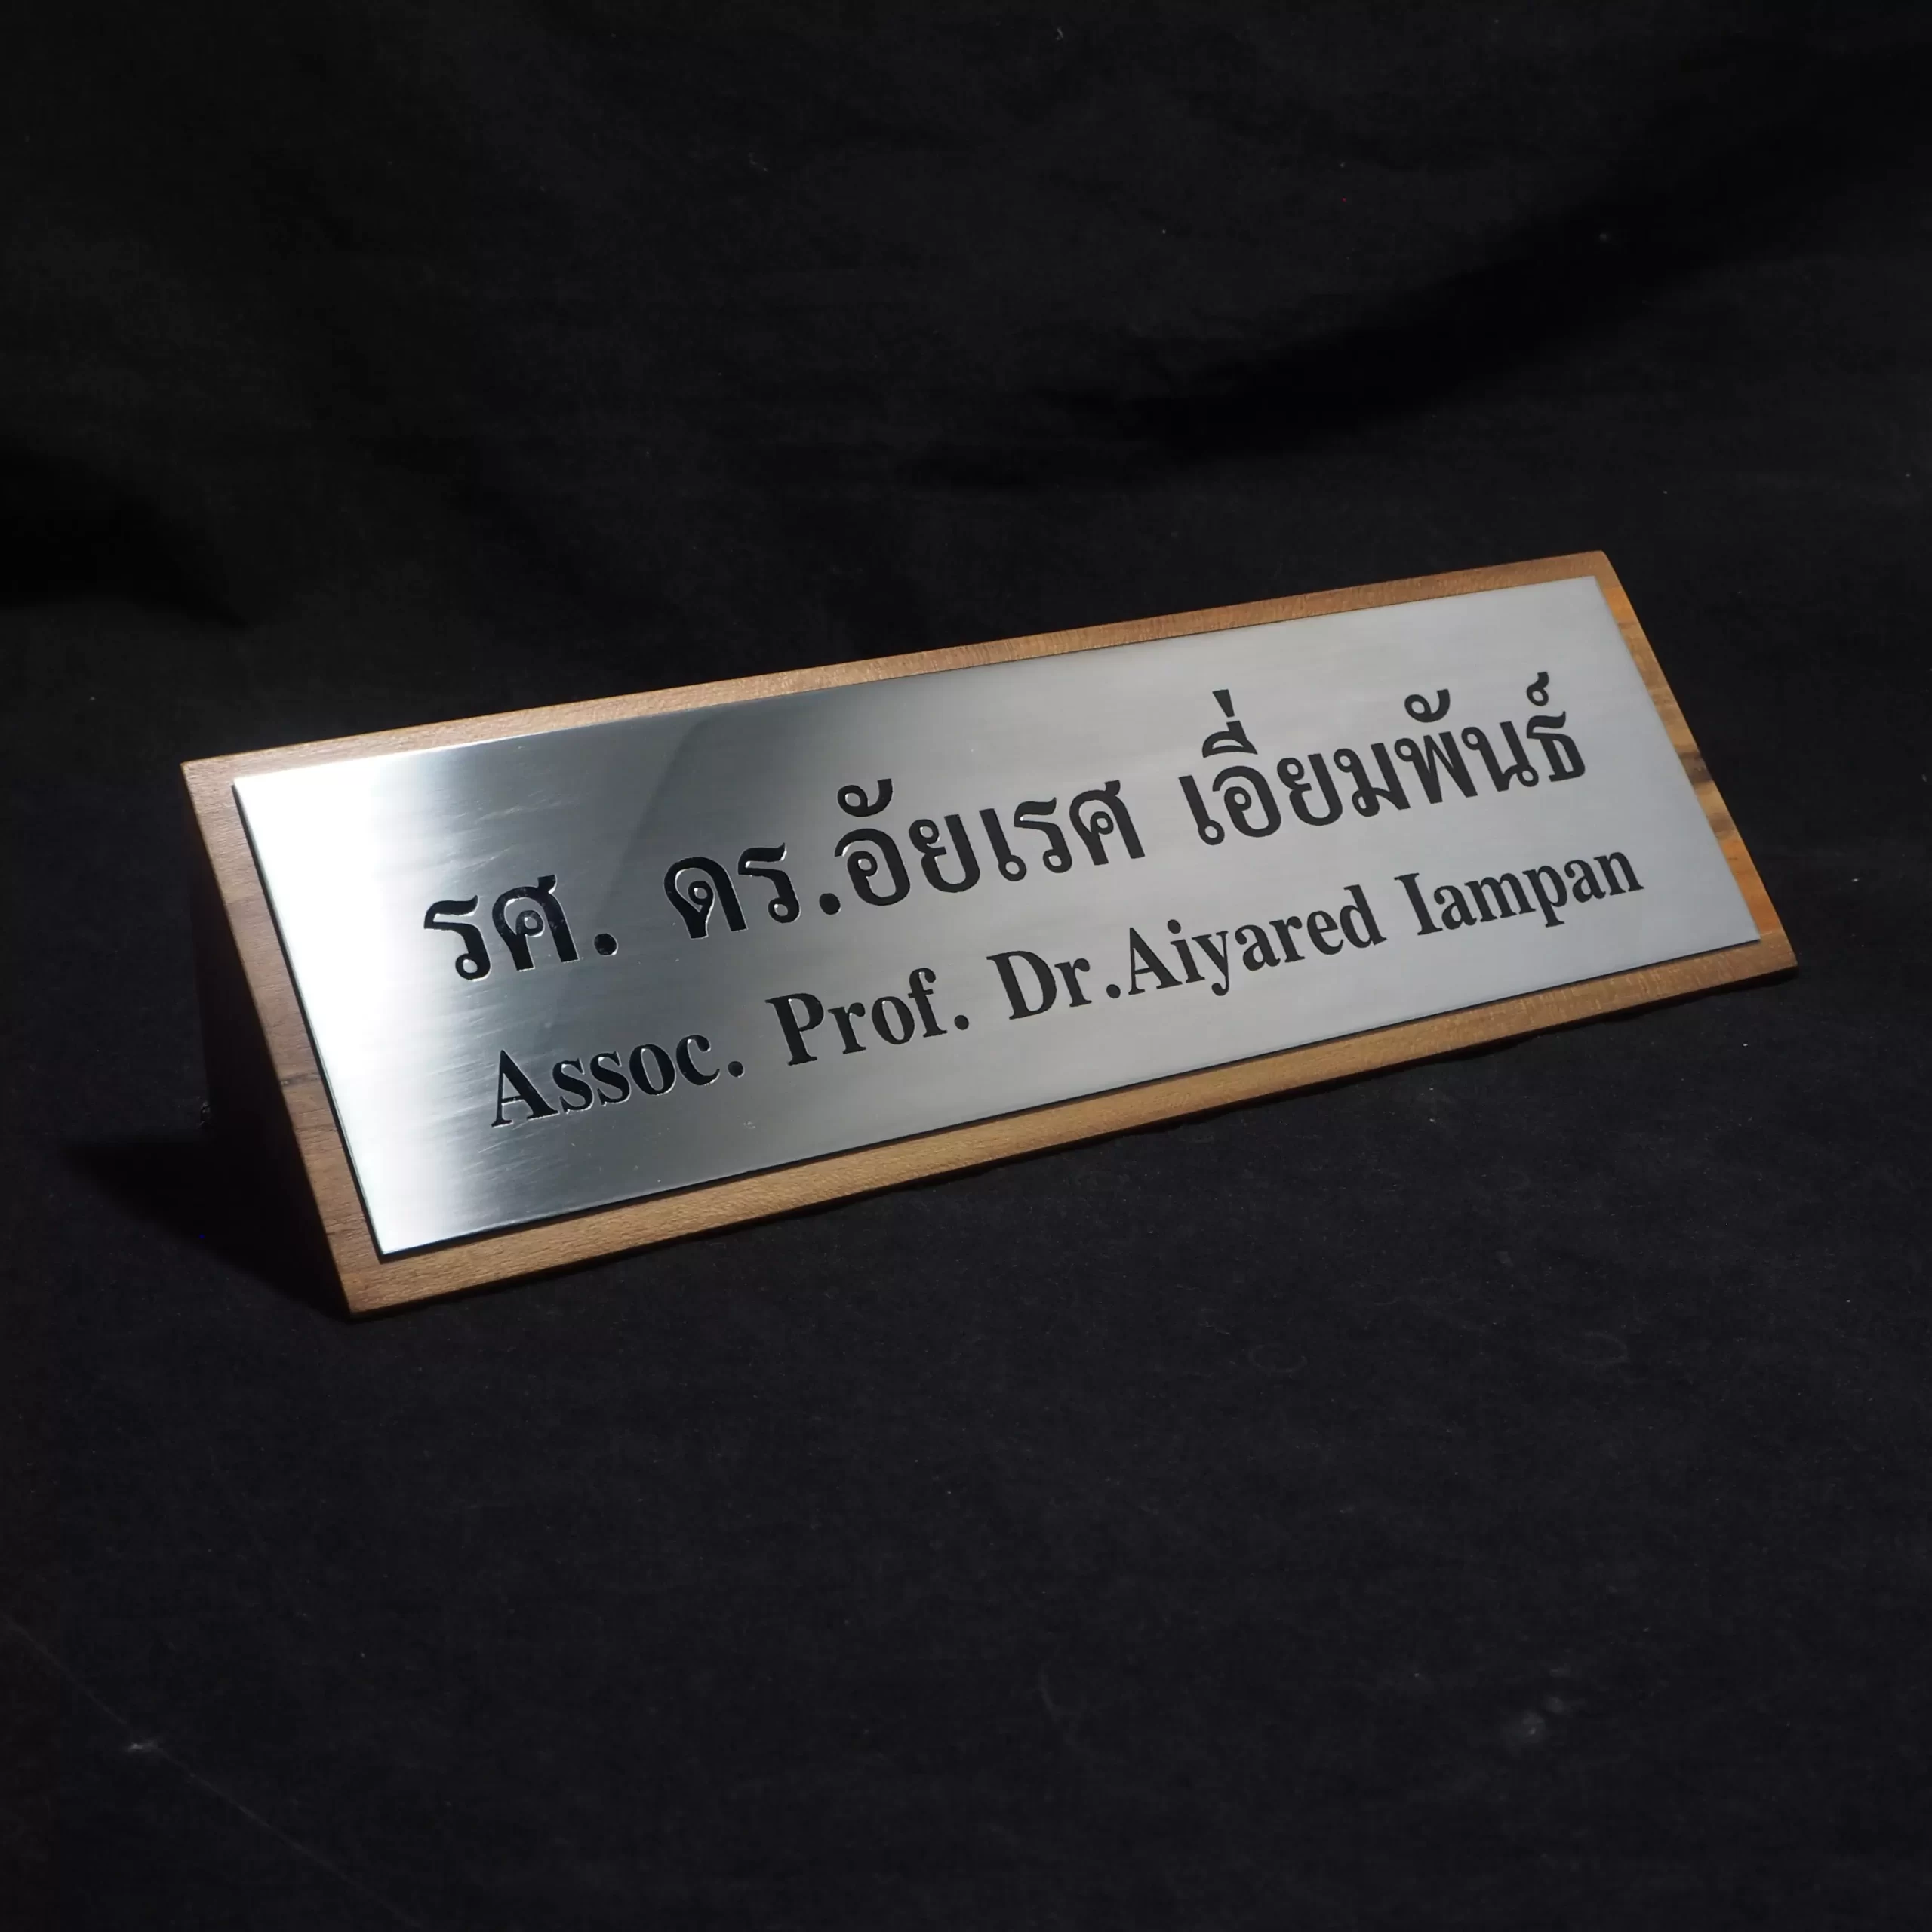 รศ. ดร.อัยเรศ เอี่ยมพันธ์
Assoc. Prof. Dr.Aiyared Iampan